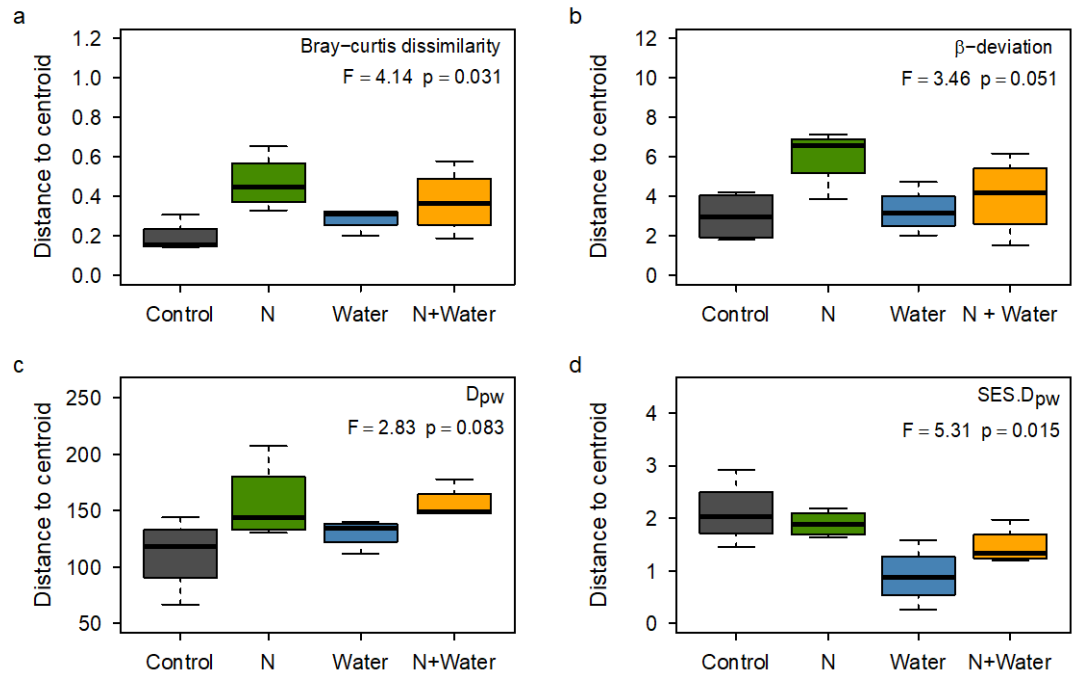 a
Bray−curtis dissimilarity
F = 4.14 p = 0.031
Distance to centroid
1.2
1.0
0.8
0.6
0.4
0.2
0.0
Control N Water N+Water
b
β−deviation
F = 3.46 p = 0.051
Distance to centroid
12
10
8
6
4
2
0
Control N Water N + Water
c
Dpw
F = 2.83 p = 0.083
Distance to centroid
250
200
150
100
50
Control N Water N+Water
d
SES.Dpw
F = 5.31 p = 0.015
Distance to centroid
4
3
2
1
0
Control N Water N+Water